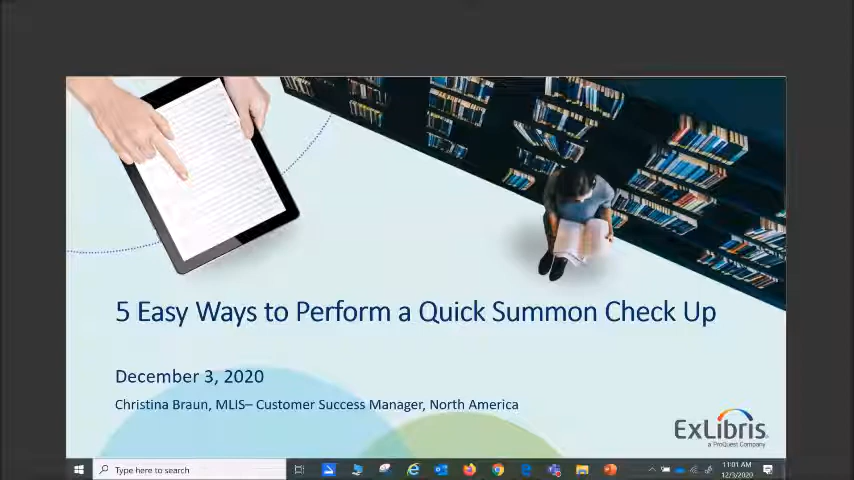 5 Easy Ways to Perform a Quick Summon Check Up
December 3, 2020
Christina Braun, MLIS– Customer Success Manager, North America
ExLibris
a ProQuest Company
Type here to search
11:01 AM
12/3/2020